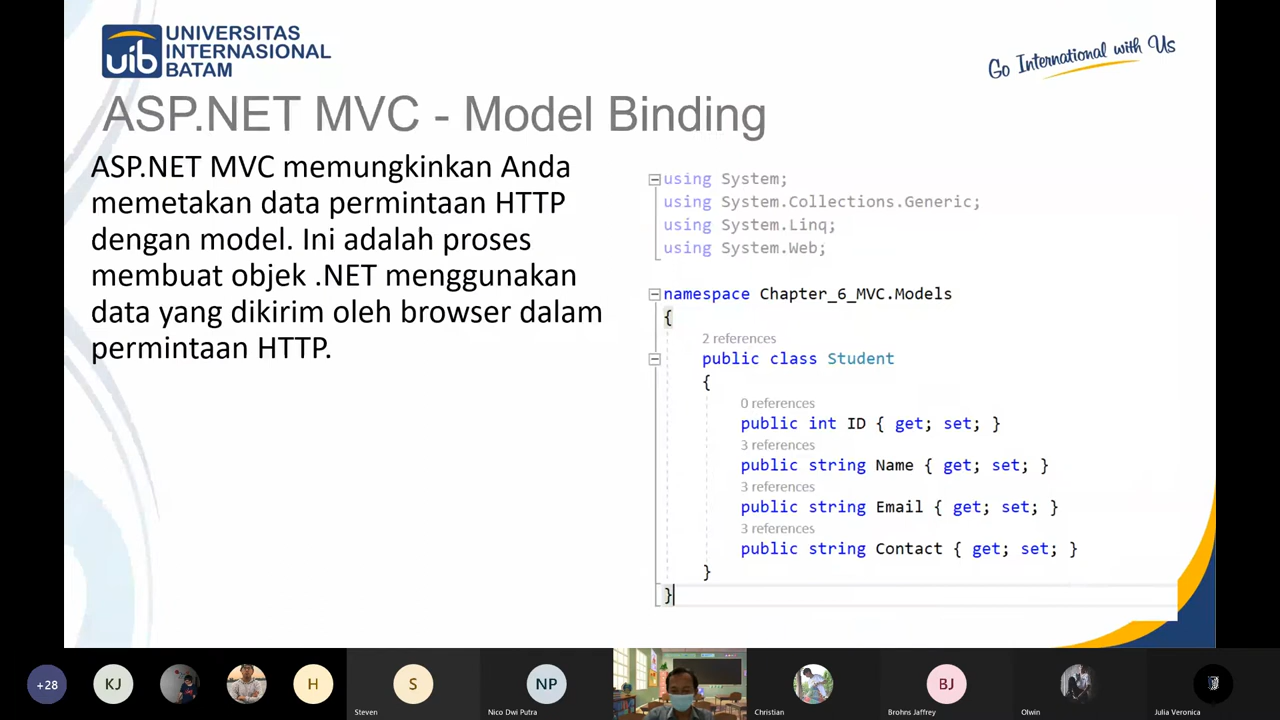 UNIVERSITAS
INTERNASIONAL
BATAM
uib
Go International with Us
ASP.NET MVC - Model Binding
ASP.NET MVC memungkinkan Anda
memetakan data permintaan HTTP
dengan model. Ini adalah proses
membuat objek .NET menggunakan
data yang dikirim oleh browser dalam
permintaan HTTP.
using System;
using System.Collections.Generic;
using System.Linq;
using System.Web;
namespace Chapter_6_MVC.Models
{
2 references
public class Student
{
0 references
public int ID { get; set; }
3 references
public string Name { get; set; }
3 references
public string Email { get; set; }
3 references
public string Contact { get; set; }
}
}
+28
KJ
H
S
Steven
NP
Nico Dwi Putra
Christian
BJ
Brohns Jaffrey
Olwin
Julia Veronica